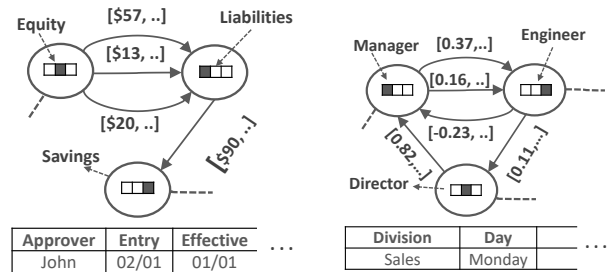 Equity
[$57, ..]
Liabilities
[$13, ..]
[$20, ..]
[$90, ..]
Savings
Approver Entry Effective ...
John 02/01 01/01
Manager
[0.37,..]
Engineer
[0.16, ..]
[-0.23, ..]
[0.82,...]
[0.11,...]
Director
Division Day ...
Sales Monday